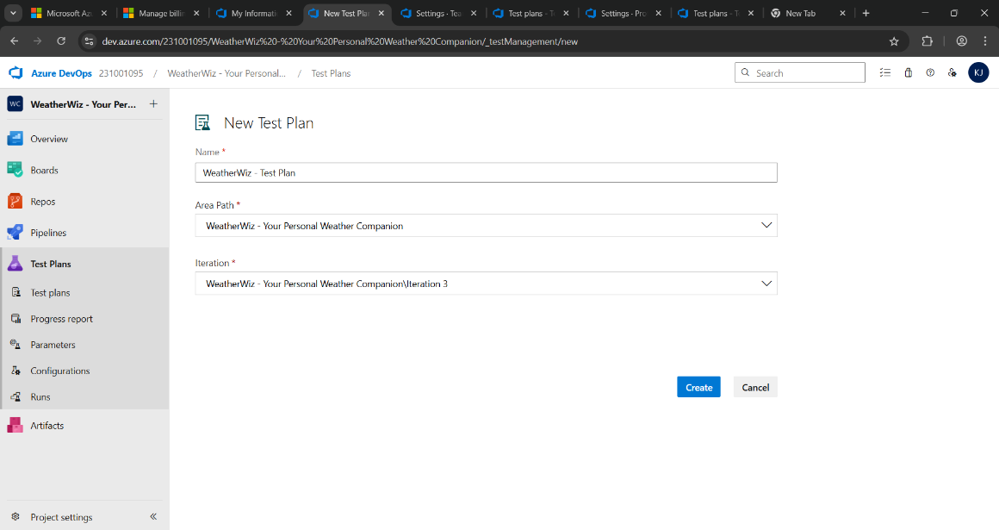 Microsoft Az
Manage billin
My Informati
New Test Plan
Settings - Tea
Test plans - T
Settings - Pro
Test plans - T
New Tab
dev.azure.com/231001095/WeatherWiz%20-%20Your%20Personal%20Weather%20Companion/_testManagement/new
Azure DevOps 231001095 / WeatherWiz - Your Personal... / Test Plans
Search
KJ
WC WeatherWiz - Your Per... +
Overview
Boards
Repos
Pipelines
Test Plans
Test plans
Progress report
Parameters
Configurations
Runs
Artifacts
Project settings
New Test Plan
Name *
WeatherWiz - Test Plan
Area Path *
WeatherWiz - Your Personal Weather Companion
Iteration *
WeatherWiz - Your Personal Weather Companion\Iteration 3
Create
Cancel